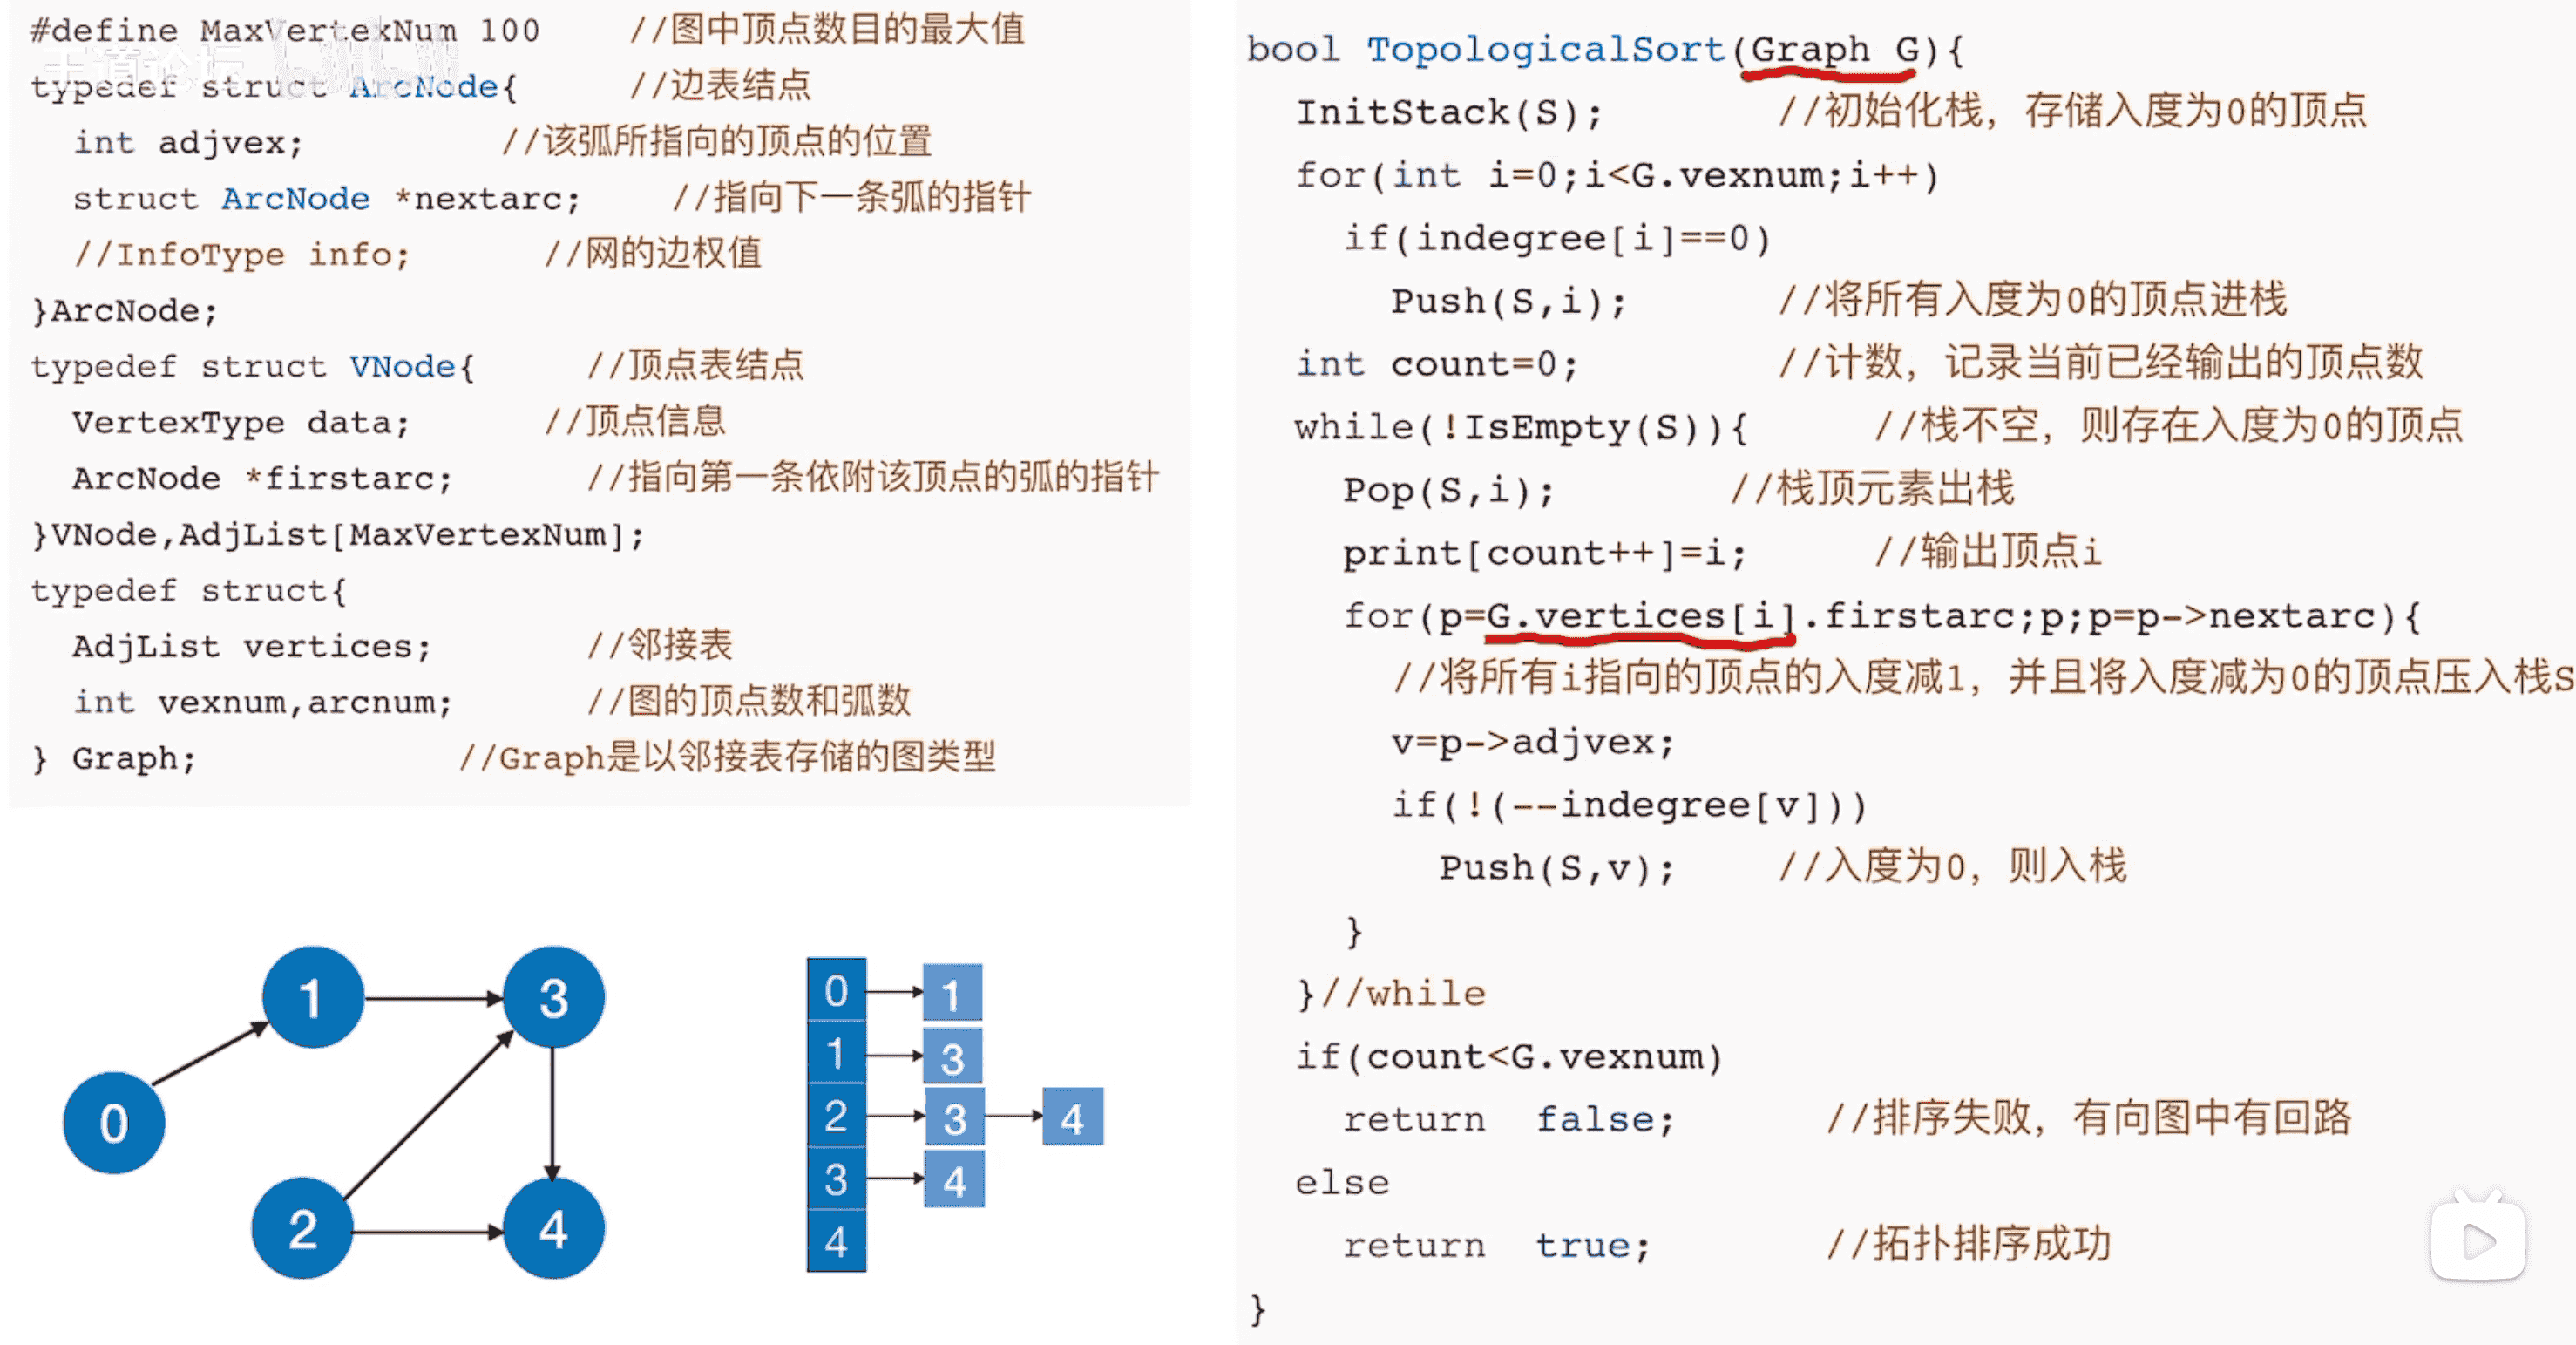 #define MaxVertexNum 100 //图中顶点数目的最大值
王道论坛 bilibili
typedef struct ArcNode{ //边表结点
int adjvex; //该弧所指向的顶点的位置
struct ArcNode *nextarc; //指向下一条弧的指针
//InfoType info; //网的边权值
}ArcNode;
typedef struct VNode{ //顶点表结点
VertexType data; //顶点信息
ArcNode *firstarc; //指向第一条依附该顶点的弧的指针
}VNode,AdjList[MaxVertexNum];
typedef struct{
AdjList vertices; //邻接表
int vexnum,arcnum; //图的顶点数和弧数
} Graph; //Graph是以邻接表存储的图类型
1
3
0
2
4
0 1
1 3
2 3 4
3 4
4
bool TopologicalSort(Graph G){
InitStack(S); //初始化栈，存储入度为0的顶点
for(int i=0;i<G.vexnum;i++)
if(indegree[i]==0)
Push(S,i); //将所有入度为0的顶点进栈
int count=0; //计数，记录当前已经输出的顶点数
while(!IsEmpty(S)){ //栈不空，则存在入度为0的顶点
Pop(S,i); //栈顶元素出栈
print[count++]=i; //输出顶点i
for(p=G.vertices[i].firstarc;p;p=p->nextarc){
//将所有i指向的顶点的入度减1，并且将入度减为0的顶点压入栈S
v=p->adjvex;
if(!(--indegree[v]))
Push(S,v); //入度为0，则入栈
}
}//while
if(count<G.vexnum)
return false; //排序失败，有向图中有回路
else
return true; //拓扑排序成功
}